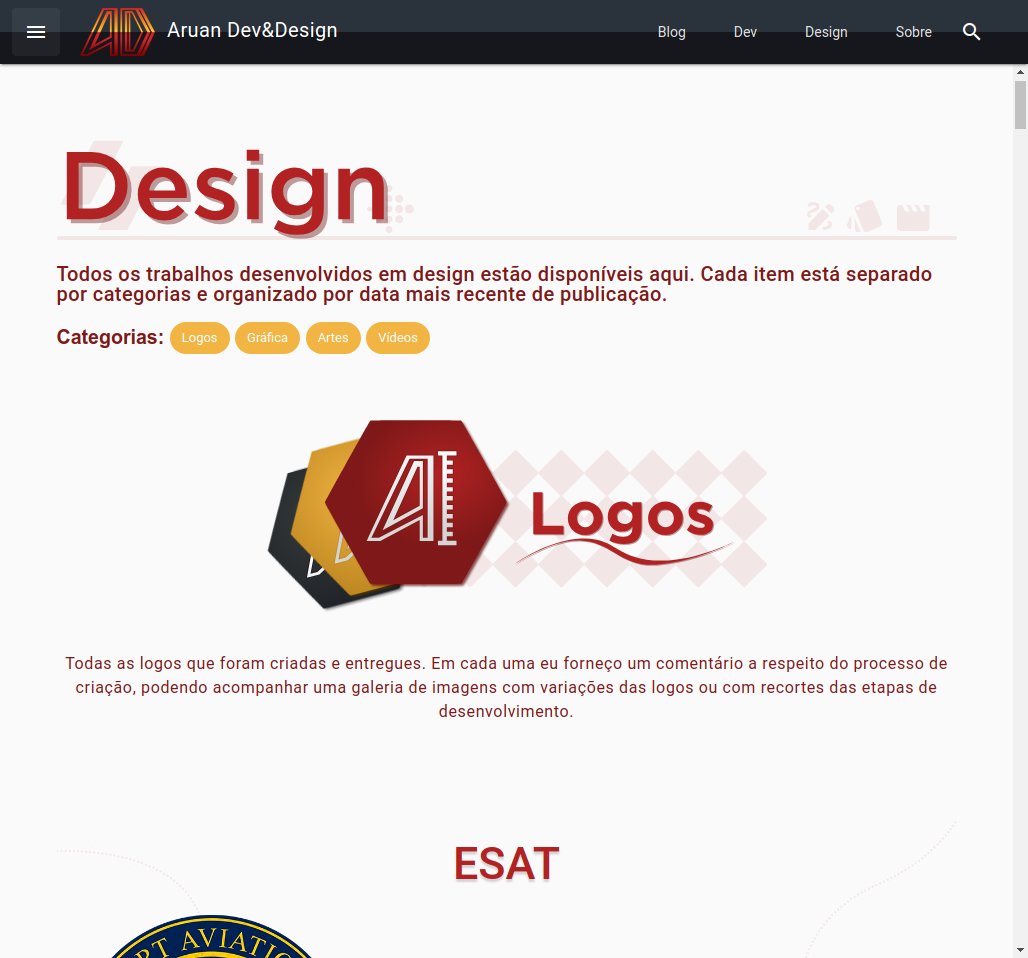 Aruan Dev&Design
Blog
Dev
Design
Sobre
Design
Todos os trabalhos desenvolvidos em design estão disponíveis aqui. Cada item está separado
por categorias e organizado por data mais recente de publicação.
Categorias:
Logos
Gráfica
Artes
Vídeos
Logos
Todas as logos que foram criadas e entregues. Em cada uma eu forneço um comentário a respeito do processo de
criação, podendo acompanhar uma galeria de imagens com variações das logos ou com recortes das etapas de
desenvolvimento.
ESAT